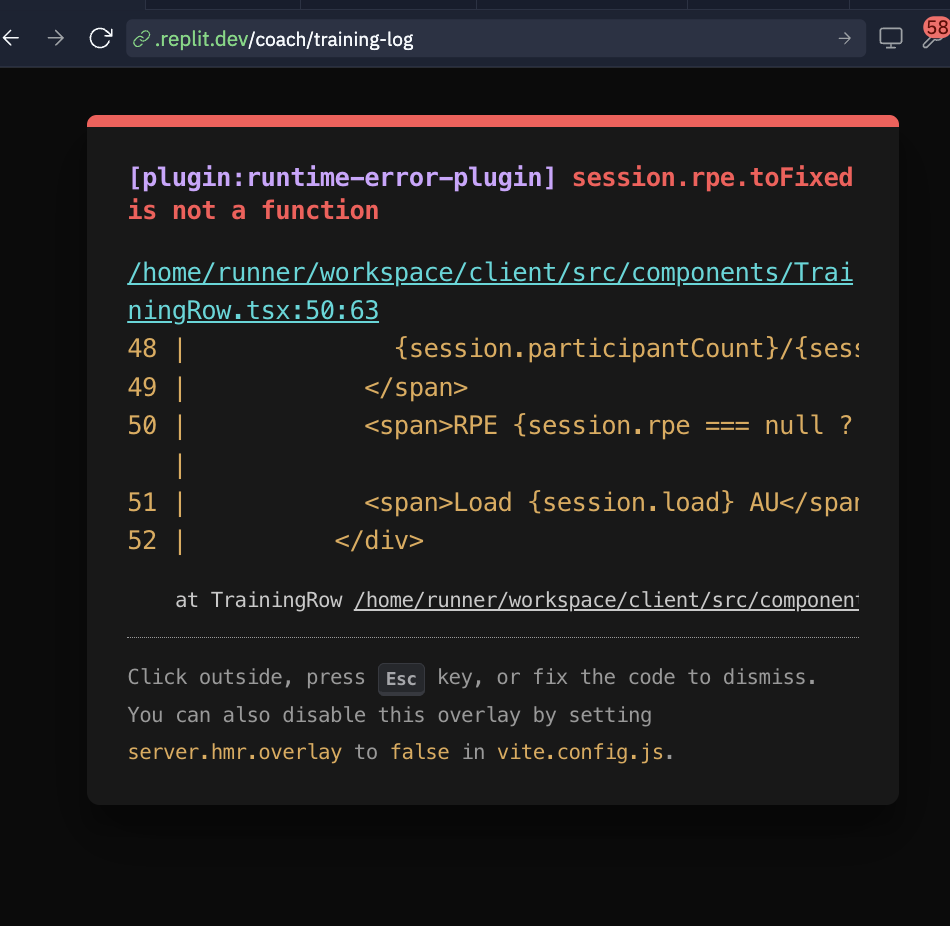 .replit.dev/coach/training-log
58
[plugin:runtime-error-plugin] session.rpe.toFixed
is not a function
/home/runner/workspace/client/src/components/Trai
ningRow.tsx:50:63
48 |              {session.participantCount}/{sess
49 |            </span>
50 |            <span>RPE {session.rpe === null ?
|
51 |            <span>Load {session.load} AU</span
52 |          </div>
at TrainingRow /home/runner/workspace/client/src/component
Click outside, press Esc key, or fix the code to dismiss.
You can also disable this overlay by setting
server.hmr.overlay to false in vite.config.js.